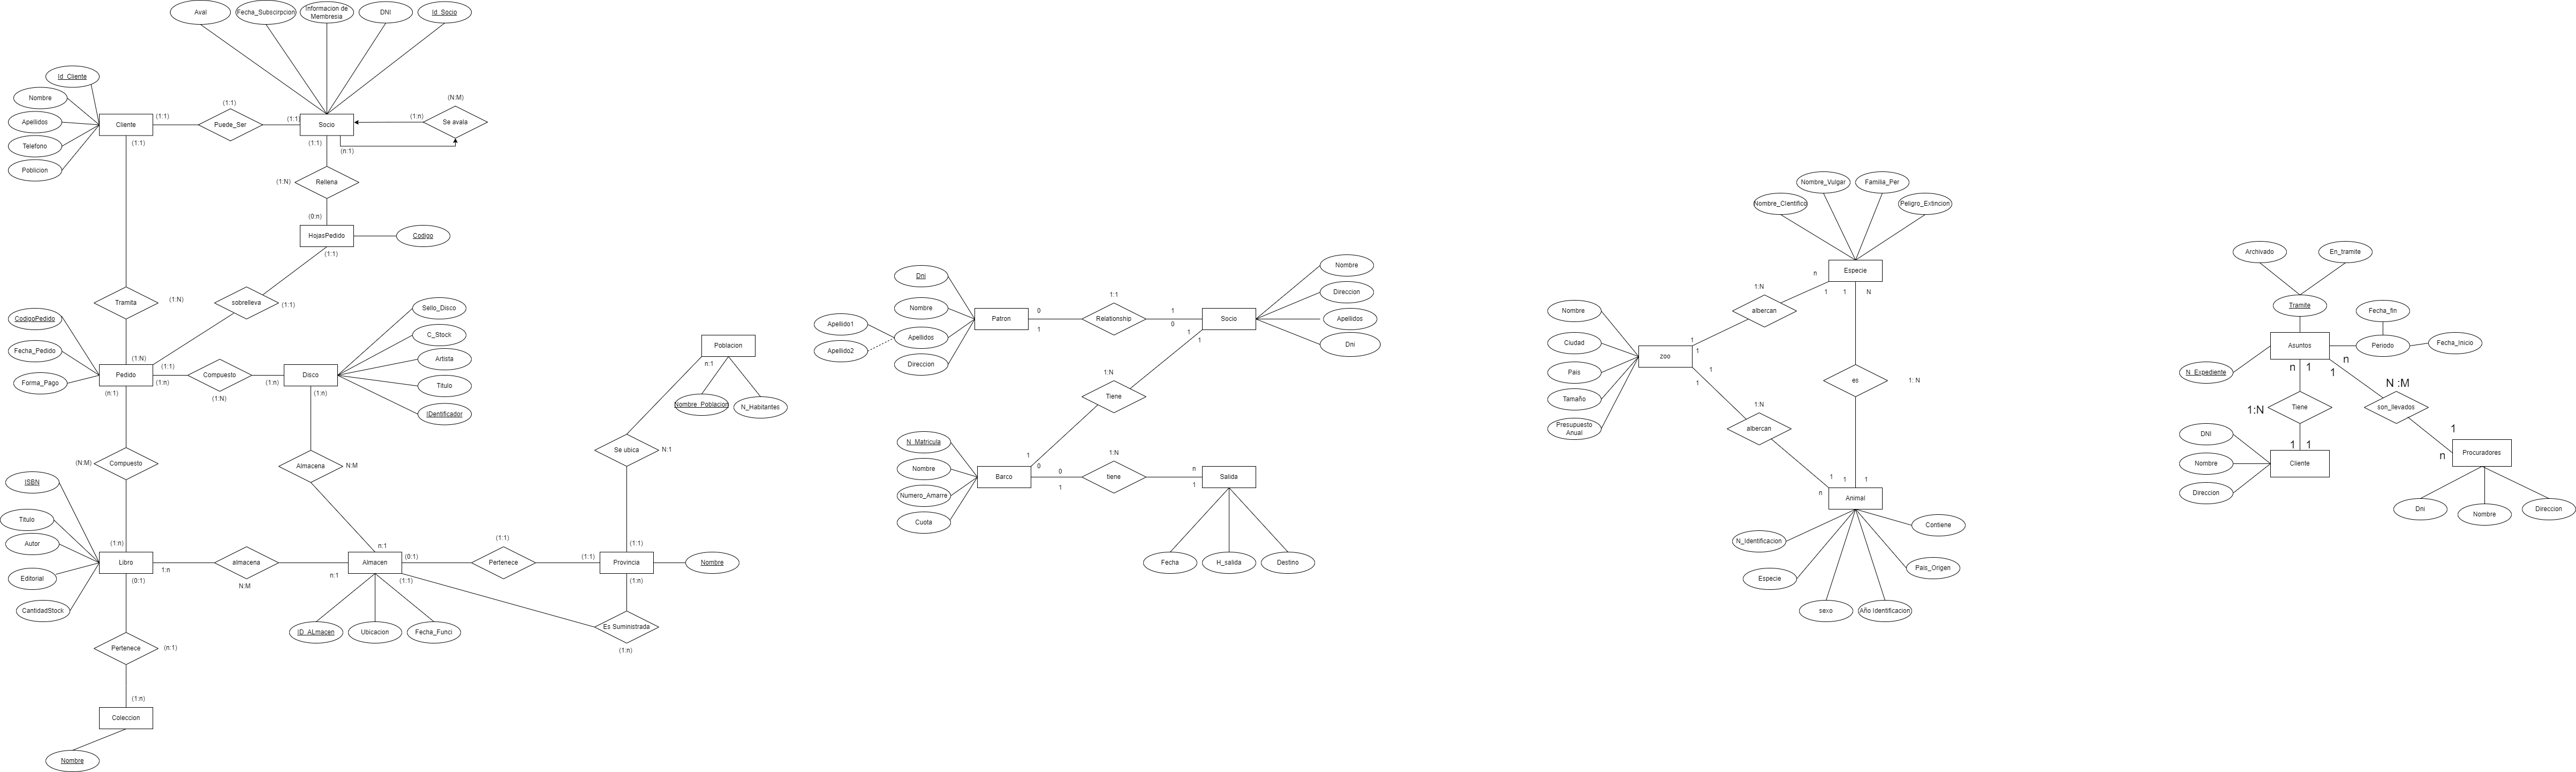 Aval
Fecha_Subscirpcion
Informacion de
Membresia
DNI
Id_Socio
Id_Cliente
Nombre
Apellidos
Telefono
Poblicion
Cliente
(1:1)
(1:1)
(1:1)
Puede_Ser
(1:1)
Socio
(N:M)
(1:n)
Se avala
(n:1)
(1:1)
(1:N)
Rellena
(0:n)
HojasPedido
Codigo
(1:1)
Tramita
(1:N)
sobrelleva
(1:1)
CodigoPedido
Fecha_Pedido
Forma_Pago
(1:N)
Pedido
(1:1)
(1:n)
(n:1)
Compuesto
(1:N)
(1:n)
Disco
(1:n)
Sello_Disco
C_Stock
Artista
Titulo
IDentificador
(N:M)
Compuesto
Almacena
N:M
ISBN
Titulo
Autor
Editorial
CantidadStock
(1:n)
Libro
(0:1)
1:n
almacena
N:M
n:1
n:1
Almacen
(0:1)
(1:1)
ID_ALmacen
Ubicacion
Fecha_Funci
(1:1)
Pertenece
(1:1)
(1:1)
Provincia
(1:n)
Nombre
Es Suministrada
(1:n)
Se ubica
N:1
Poblacion
n:1
Nombre_Poblacion
N_Habitantes
Pertenece
(n:1)
(1:n)
Coleccion
Nombre
Dni
Nombre
Apellidos
Direccion
Apellido1
Apellido2
Patron
0
1
1:1
Relationship
1
0
Socio
1
1
Nombre
Direccion
Apellidos
Dni
1:N
Tiene
1
N_Matricula
Nombre
Numero_Amarre
Cuota
Barco
0
0
1
1:N
tiene
n
1
Salida
Fecha
H_salida
Destino
Nombre_CIentifico
Nombre_Vulgar
Familia_Per
Peligro_Extincion
Especie
n
1
1
N
1:N
albercan
Nombre
Ciudad
Pais
Tamaño
Presupuesto
Anual
zoo
1
1
1
1
1:N
albercan
es
1: N
1
n
1
1
Animal
N_Identificacion
Especie
sexo
Año Identificacion
Pais_Origen
Contiene
Archivado
En_tramite
Tramite
Fecha_fin
Periodo
Fecha_Inicio
Asuntos
N_Expediente
n
1
n
1
1:N
Tiene
1
1
N :M
son_llevados
1
n
Procuradores
Dni
Nombre
Direccion
DNI
Nombre
Direccion
Cliente